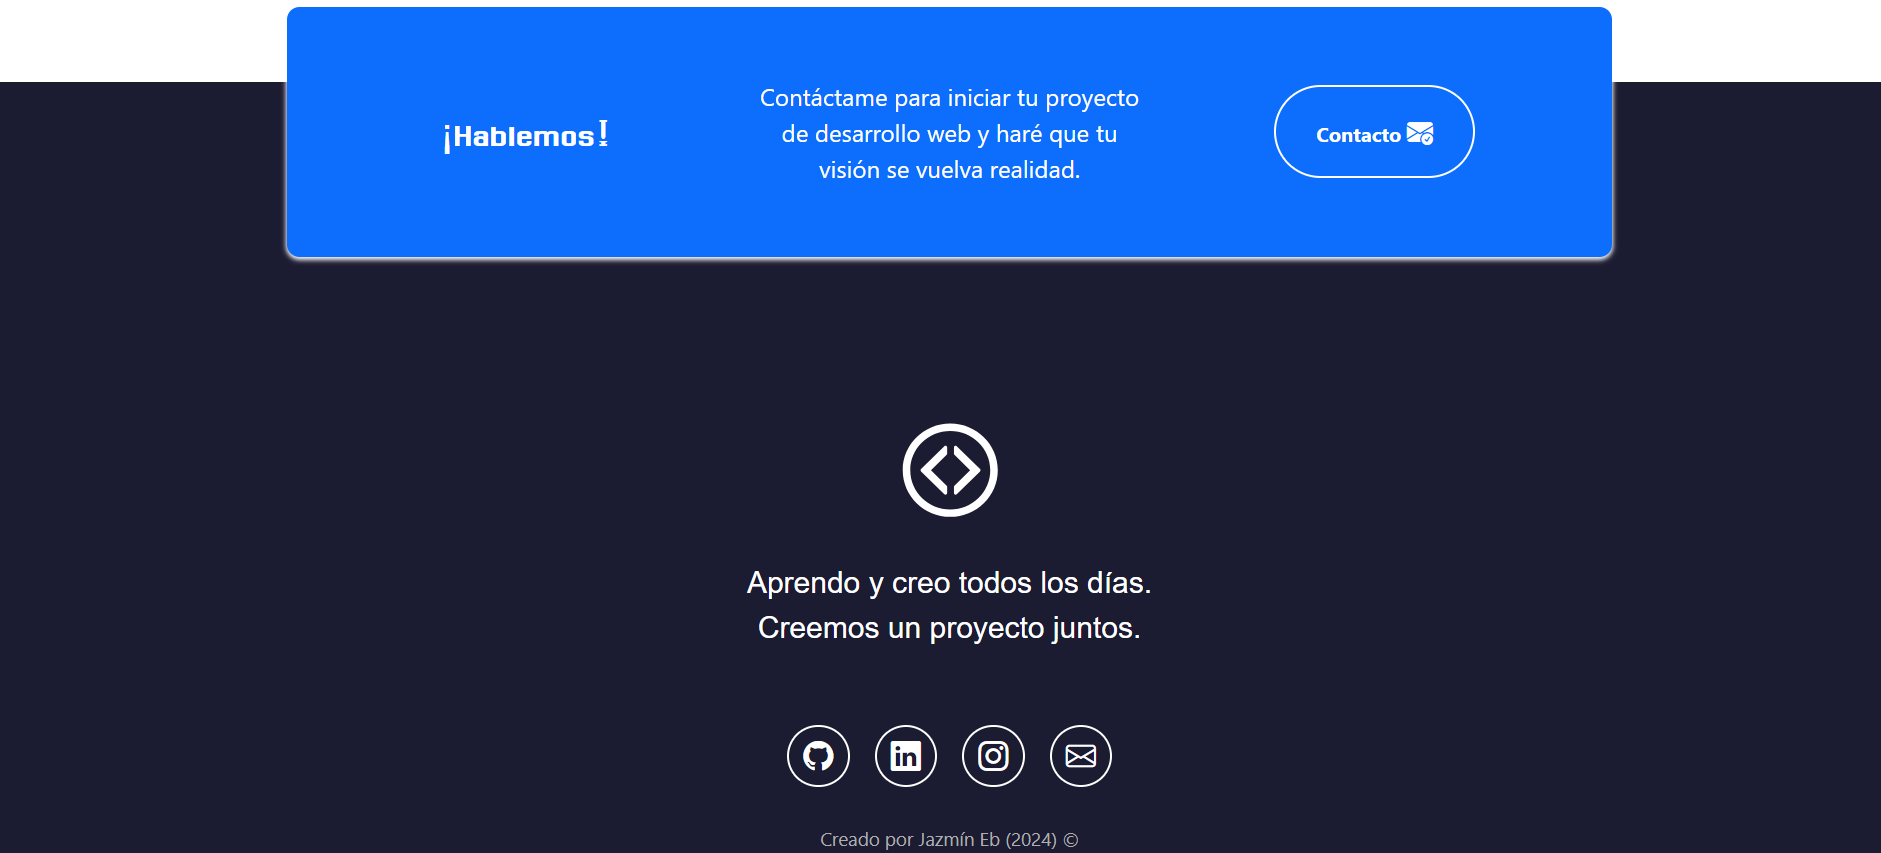 ¡Hablemos!
Contáctame para iniciar tu proyecto
de desarrollo web y haré que tu
visión se vuelva realidad.
Contacto
Aprendo y creo todos los días.
Creemos un proyecto juntos.
Creado por Jazmín Eb (2024) ©